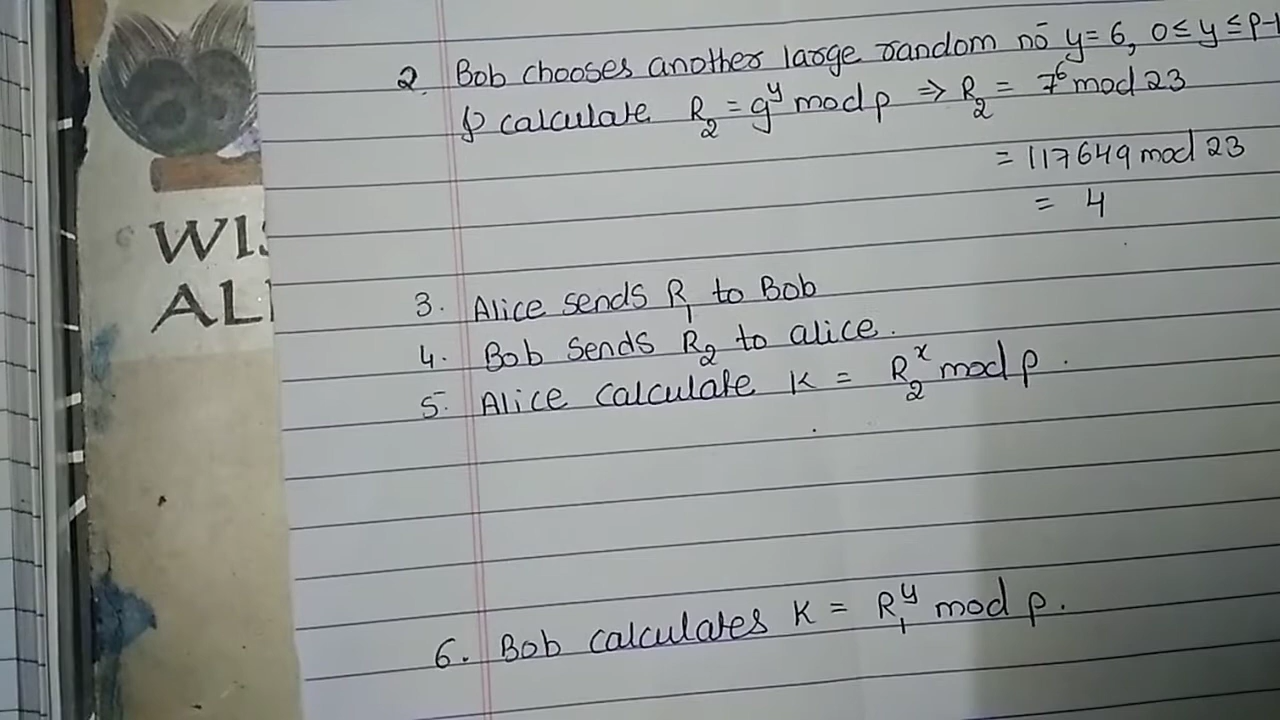 2. Bob chooses another large random no y = 6, 0 ≤ y ≤ p-1
& calculate R₂ = g^y mod p ⇒ R₂ = 7^6 mod 23
= 117649 mod 23
= 4
3. Alice sends R₁ to Bob
4. Bob sends R₂ to alice.
5. Alice calculate K = R₂^x mod p.
6. Bob calculates K = R₁^y mod p.